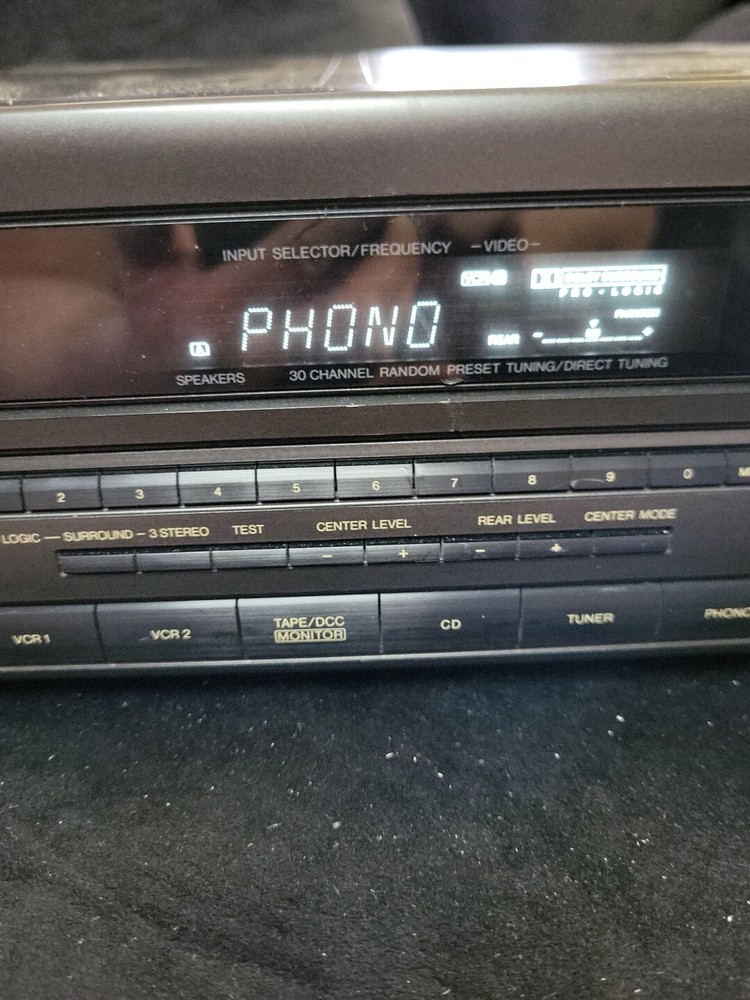 INPUT SELECTOR/FREQUENCY -VIDEO-
VCR
PRO·LOGIC
PHONO
A
REAR - +
SPEAKERS 30 CHANNEL RANDOM PRESET TUNING/DIRECT TUNING
2 3 4 5 6 7 8 9 0
LOGIC — SURROUND — 3 STEREO TEST CENTER LEVEL REAR LEVEL CENTER MODE
- + - +
VCR 1 VCR 2 TAPE/DCC CD TUNER PHONO
MONITOR